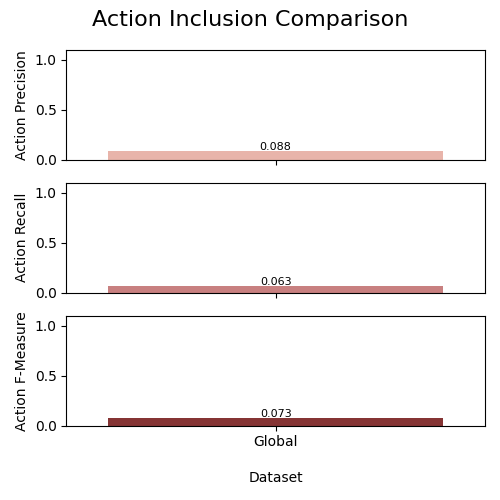 Action Inclusion Comparison
Action Precision
1.0
0.5
0.0
0.088
Action Recall
1.0
0.5
0.0
0.063
Action F-Measure
1.0
0.5
0.0
0.073
Global
Dataset